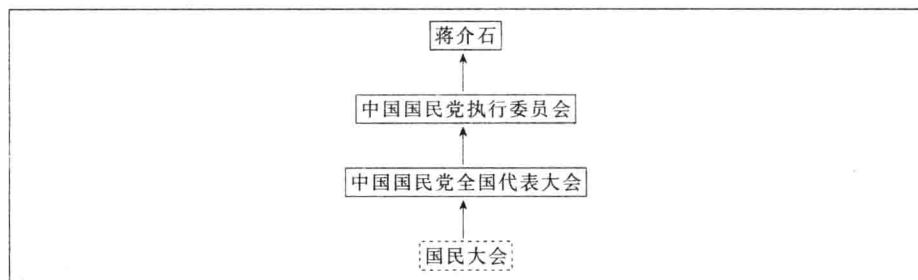 蒋介石
中国国民党执行委员会
中国国民党全国代表大会
国民大会